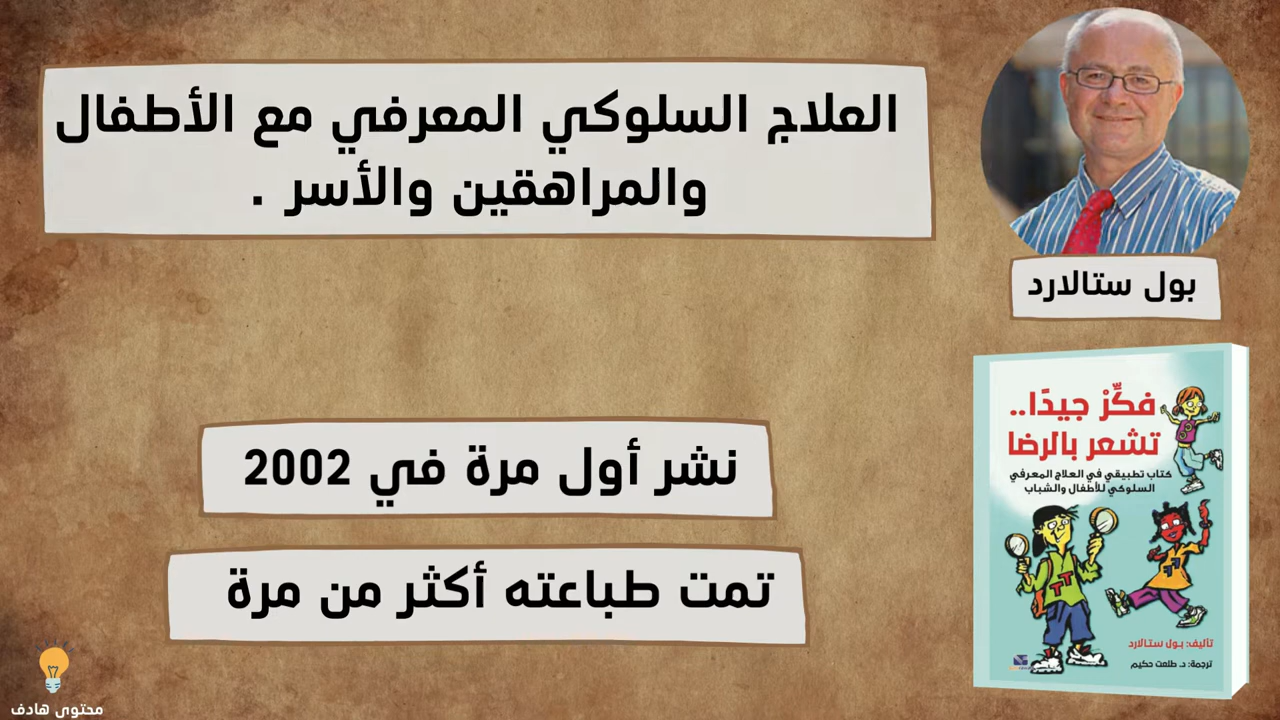 العلاج السلوكي المعرفي مع الأطفال
والمراهقين والأسر .
بول ستالارد
نشر أول مرة في 2002
تمت طباعته أكثر من مرة
فكِّرْ جيدًا..
تشعر بالرضا
كتاب تطبيقي في العلاج المعرفي
السلوكي للأطفال والشباب
تأليف: بول ستالارد
ترجمة: د. طلعت حكيم
محتوى هادف